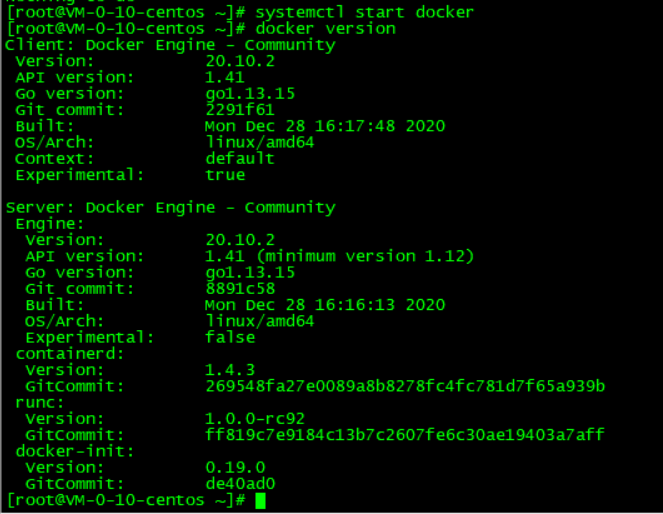 [root@VM-0-10-centos ~]# systemctl start docker
[root@VM-0-10-centos ~]# docker version
Client: Docker Engine - Community
 Version:           20.10.2
 API version:       1.41
 Go version:        go1.13.15
 Git commit:        2291f61
 Built:             Mon Dec 28 16:17:48 2020
 OS/Arch:           linux/amd64
 Context:           default
 Experimental:      true

Server: Docker Engine - Community
 Engine:
  Version:          20.10.2
  API version:      1.41 (minimum version 1.12)
  Go version:       go1.13.15
  Git commit:       8891c58
  Built:            Mon Dec 28 16:16:13 2020
  OS/Arch:          linux/amd64
  Experimental:     false
 containerd:
  Version:          1.4.3
  GitCommit:        269548fa27e0089a8b8278fc4fc781d7f65a939b
 runc:
  Version:          1.0.0-rc92
  GitCommit:        ff819c7e9184c13b7c2607fe6c30ae19403a7aff
 docker-init:
  Version:          0.19.0
  GitCommit:        de40ad0
[root@VM-0-10-centos ~]#